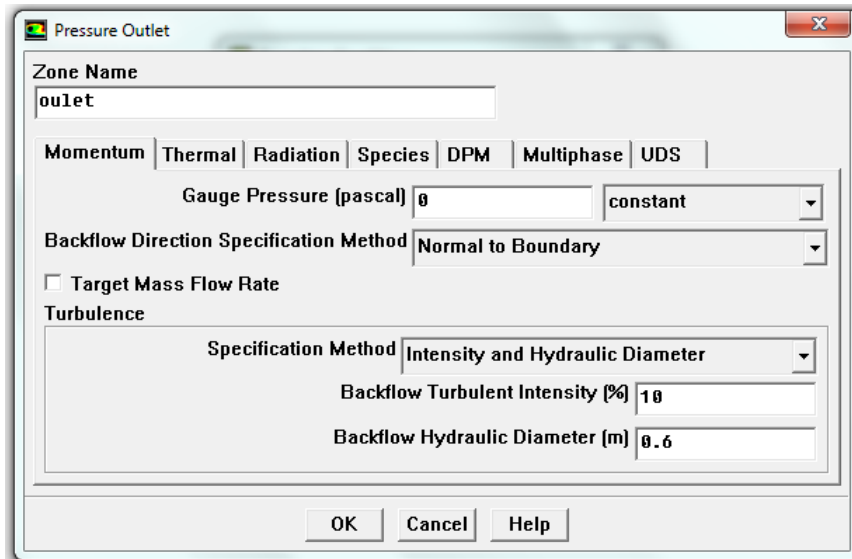 Pressure Outlet
Zone Name
oulet
Momentum Thermal Radiation Species DPM Multiphase UDS
Gauge Pressure (pascal) 0 constant
Backflow Direction Specification Method Normal to Boundary
Target Mass Flow Rate
Turbulence
Specification Method Intensity and Hydraulic Diameter
Backflow Turbulent Intensity (%) 10
Backflow Hydraulic Diameter (m) 0.6
OK Cancel Help